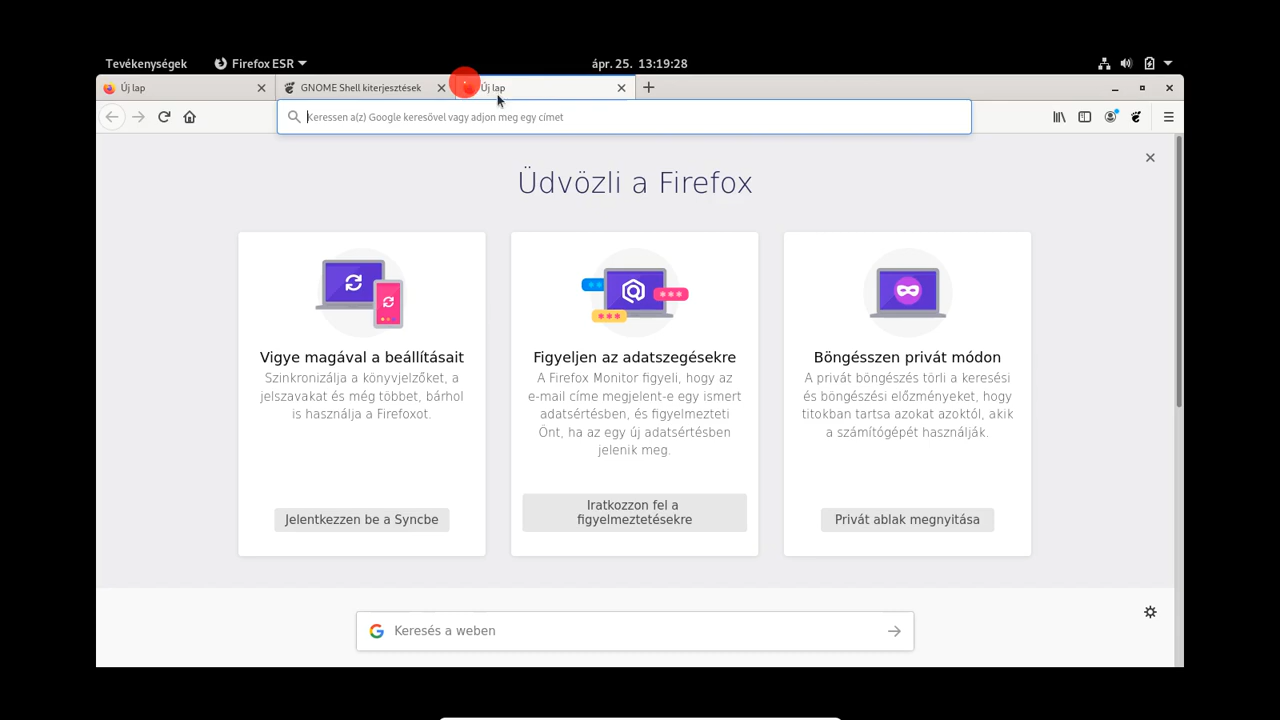 Tevékenységek Firefox ESR ápr. 25. 13:19:28
Új lap GNOME Shell kiterjesztések Új lap
Keressen a(z) Google keresővel vagy adjon meg egy címet
Üdvözli a Firefox
Vigye magával a beállításait
Szinkronizálja a könyvjelzőket, a
jelszavakat és még többet, bárhol
is használja a Firefoxot.
Jelentkezzen be a Syncbe
Figyeljen az adatszegésekre
A Firefox Monitor figyeli, hogy az
e-mail címe megjelent-e egy ismert
adatsértésben, és figyelmezteti
Önt, ha az egy új adatsértésben
jelenik meg.
Iratkozzon fel a
figyelmeztetésekre
Böngésszen privát módon
A privát böngészés törli a keresési
és böngészési előzményeket, hogy
titokban tartsa azokat azoktól, akik
a számítógépét használják.
Privát ablak megnyitása
Keresés a weben